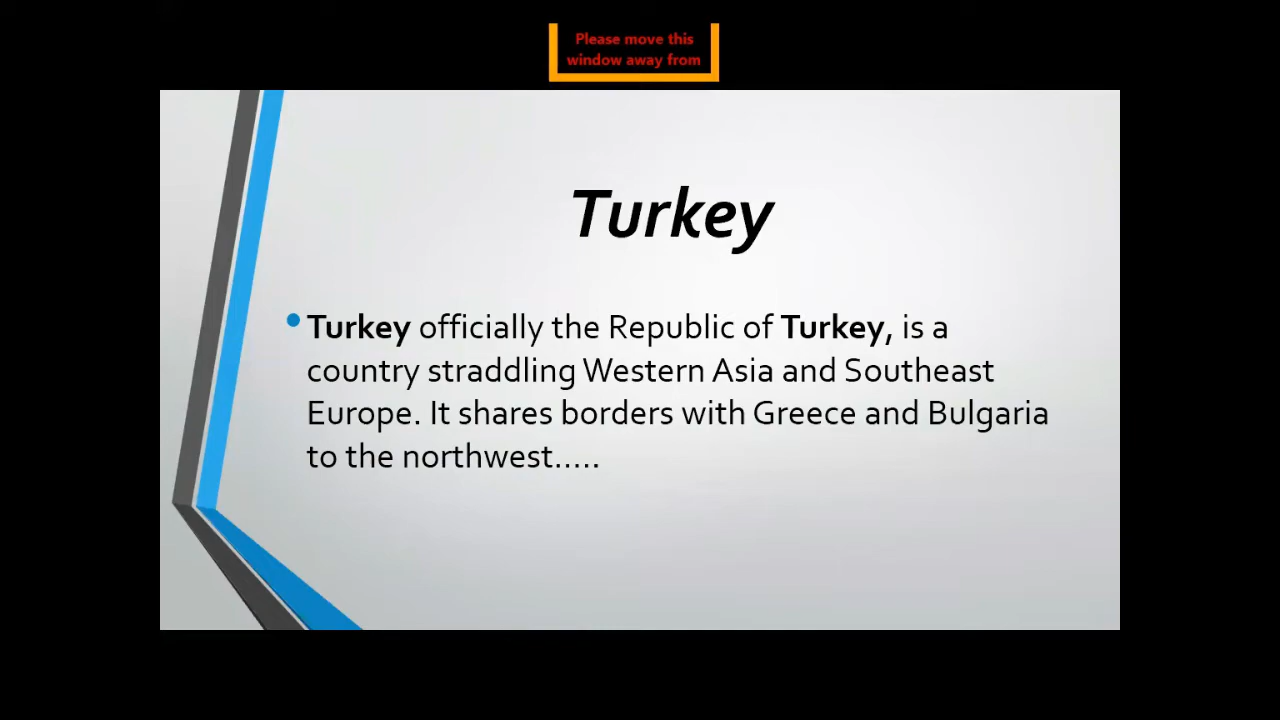 Please move this
window away from
Turkey
• Turkey officially the Republic of Turkey, is a
country straddling Western Asia and Southeast
Europe. It shares borders with Greece and Bulgaria
to the northwest.....